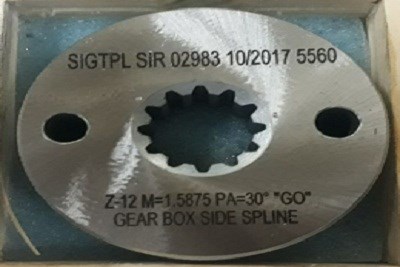 SIGTPL SIR 02983 10/2017 5560
Z-12 M=1.5875 PA=30° "GO"
GEAR BOX SIDE SPLINE